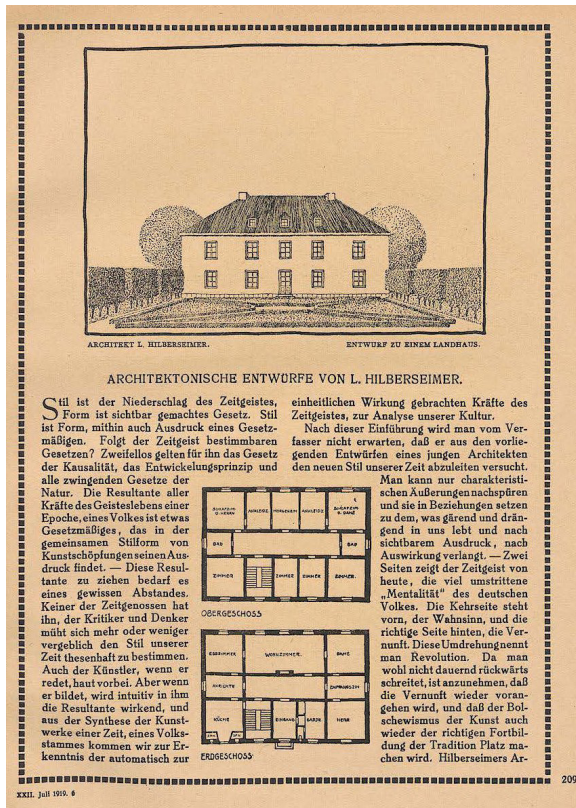 ARCHITEKT L. HILBERSEIMER.
ENTWURF ZU EINEM LANDHAUS.
ARCHITEKTONISCHE ENTWÜRFE VON L. HILBERSEIMER.
Stil ist der Niederschlag des Zeitgeistes,
Form ist sichtbar gemachtes Gesetz. Stil
ist Form, mithin auch Ausdruck eines Gesetz-
mäßigen. Folgt der Zeitgeist bestimmbaren
Gesetzen? Zweifellos gelten für ihn das Gesetz
der Kausalität, das Entwickelungsprinzip und
alle zwingenden Gesetze der
Natur. Die Resultante aller
Kräfte des Geisteslebens einer
Epoche, eines Volkes ist etwas
Gesetzmäßiges, das in der
gemeinsamen Stilform von
Kunstschöpfungen seinen Aus-
druck findet. — Diese Resul-
tante zu ziehen bedarf es
eines gewissen Abstandes.
Keiner der Zeitgenossen hat
ihn, der Kritiker und Denker
müht sich mehr oder weniger
vergeblich den Stil unserer
Zeit thesenhaft zu bestimmen.
Auch der Künstler, wenn er
redet, haut vorbei. Aber wenn
er bildet, wird intuitiv in ihm
die Resultante wirkend, und
aus der Synthese der Kunst-
werke einer Zeit, eines Volks-
stammes kommen wir zur Er-
kenntnis der automatisch zur
einheitlichen Wirkung gebrachten Kräfte des
Zeitgeistes, zur Analyse unserer Kultur.
Nach dieser Einführung wird man vom Ver-
fasser nicht erwarten, daß er aus den vorlie-
genden Entwürfen eines jungen Architekten
den neuen Stil unserer Zeit abzuleiten versucht.
Man kann nur charakteristi-
schen Äußerungen nachspüren
und sie in Beziehungen setzen
zu dem, was gärend und drän-
gend in uns lebt und nach
sichtbarem Ausdruck, nach
Auswirkung verlangt. — Zwei
Seiten zeigt der Zeitgeist von
heute, die viel umstrittene
„Mentalität“ des deutschen
Volkes. Die Kehrseite steht
vorn, der Wahnsinn, und die
richtige Seite hinten, die Ver-
nunft. Diese Umdrehung nennt
man Revolution. Da man
wohl nicht dauernd rückwärts
schreitet, ist anzunehmen, daß
die Vernunft wieder voran-
gehen wird, und daß der Bol-
schewismus der Kunst auch
wieder der richtigen Fortbil-
dung der Tradition Platz ma-
chen wird. Hilberseimers Ar-
SCHLAFZIM. D. HERRN
ANKLEIDE
ANKLEIDE
SCHLAFZIM. D. DAME
BAD
BAD
ZIMMER
ZIMMER
ZIMMER
ZIMMER
OBERGESCHOSS
ESSZIMMER
WOHNZIMMER
DAME
ANRICHTE
KÜCHE
EINGANG
GARDR.
HERR
ERDGESCHOSS
XXII. Juli 1919. 6
209